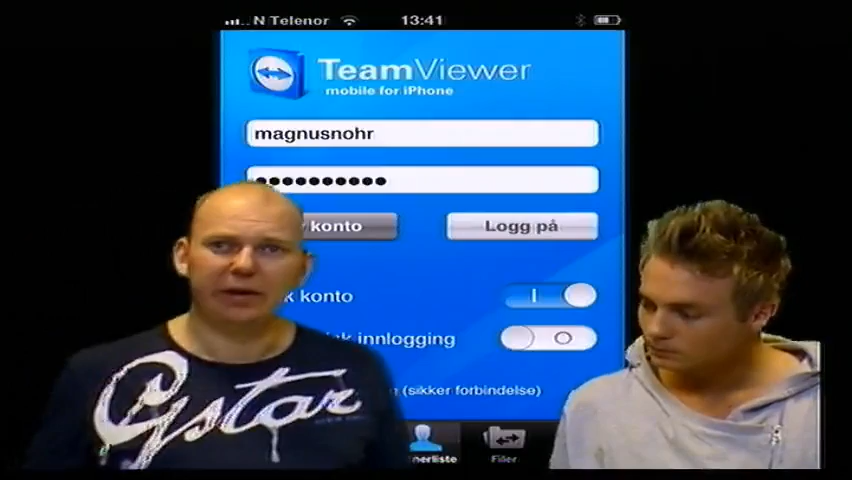 N Telenor 13:41
TeamViewer
mobile for iPhone
magnusnohr
●●●●●●●●●●
konto Logg på
konto
innlogging
(sikker forbindelse)
Gstar
Filer